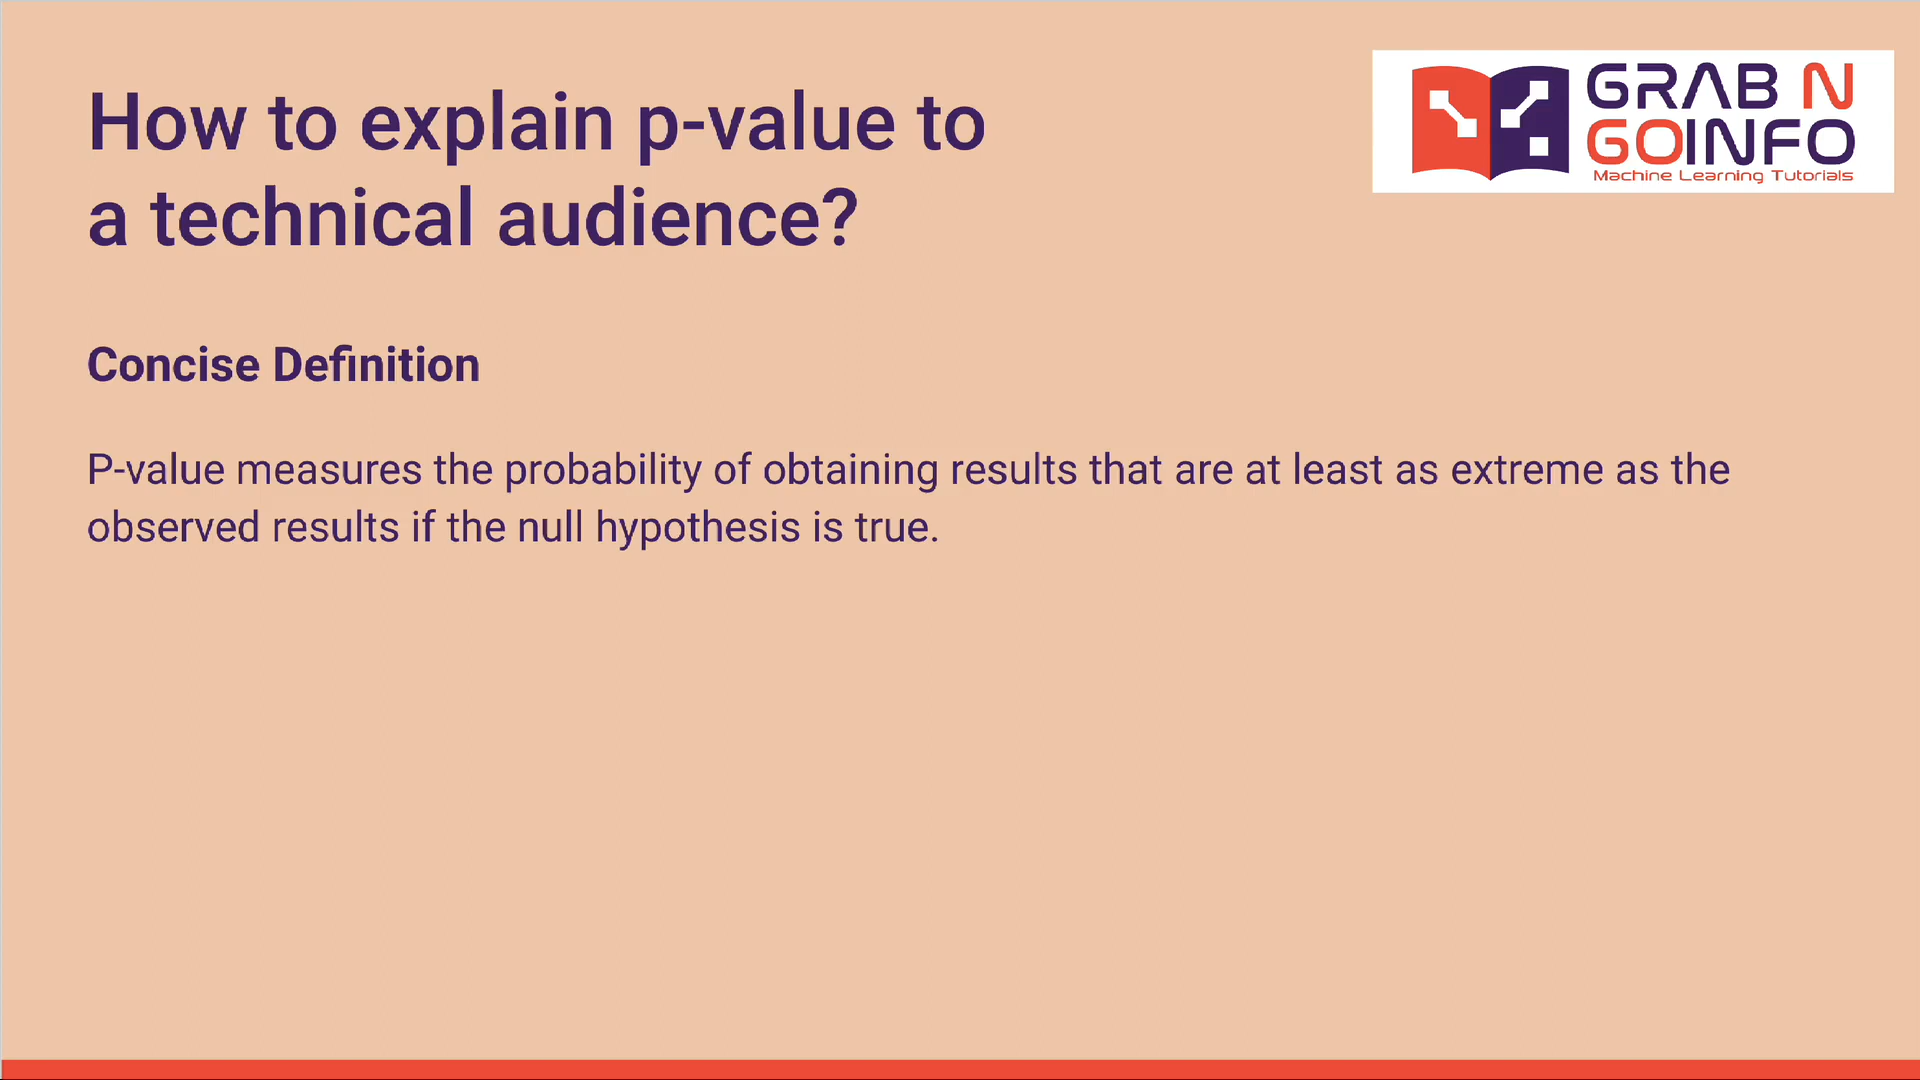 How to explain p-value to
a technical audience?
GRAB N
GOINFO
Machine Learning Tutorials
Concise Definition
P-value measures the probability of obtaining results that are at least as extreme as the
observed results if the null hypothesis is true.